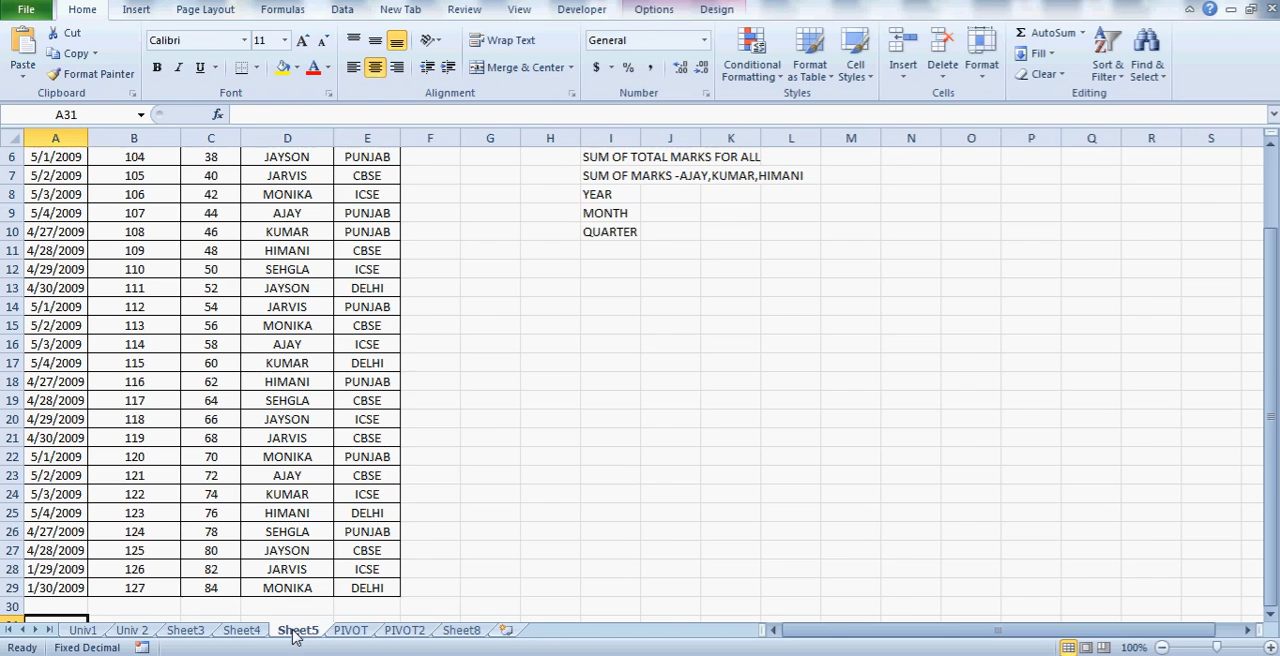 File Home Insert Page Layout Formulas Data New Tab Review View Developer Options Design
Paste Cut Copy Format Painter Clipboard
Calibri 11 B I U A Font
Wrap Text Merge & Center Alignment
General $ % , Number
Conditional Formatting Format as Table Cell Styles Styles
Insert Delete Format Cells
AutoSum Fill Clear Sort & Filter Find & Select Editing
A31 fx
A B C D E F G H I J K L M N O P Q R S
6 5/1/2009 104 38 JAYSON PUNJAB SUM OF TOTAL MARKS FOR ALL
7 5/2/2009 105 40 JARVIS CBSE SUM OF MARKS -AJAY,KUMAR,HIMANI
8 5/3/2009 106 42 MONIKA ICSE YEAR
9 5/4/2009 107 44 AJAY PUNJAB MONTH
10 4/27/2009 108 46 KUMAR PUNJAB QUARTER
11 4/28/2009 109 48 HIMANI CBSE
12 4/29/2009 110 50 SEHGLA ICSE
13 4/30/2009 111 52 JAYSON DELHI
14 5/1/2009 112 54 JARVIS PUNJAB
15 5/2/2009 113 56 MONIKA CBSE
16 5/3/2009 114 58 AJAY ICSE
17 5/4/2009 115 60 KUMAR DELHI
18 4/27/2009 116 62 HIMANI PUNJAB
19 4/28/2009 117 64 SEHGLA CBSE
20 4/29/2009 118 66 JAYSON ICSE
21 4/30/2009 119 68 JARVIS CBSE
22 5/1/2009 120 70 MONIKA PUNJAB
23 5/2/2009 121 72 AJAY CBSE
24 5/3/2009 122 74 KUMAR ICSE
25 5/4/2009 123 76 HIMANI DELHI
26 4/27/2009 124 78 SEHGLA PUNJAB
27 4/28/2009 125 80 JAYSON CBSE
28 1/29/2009 126 82 JARVIS ICSE
29 1/30/2009 127 84 MONIKA DELHI
30
Univ1 Univ 2 Sheet3 Sheet4 Sheet5 PIVOT PIVOT2 Sheet8
Ready Fixed Decimal 100%